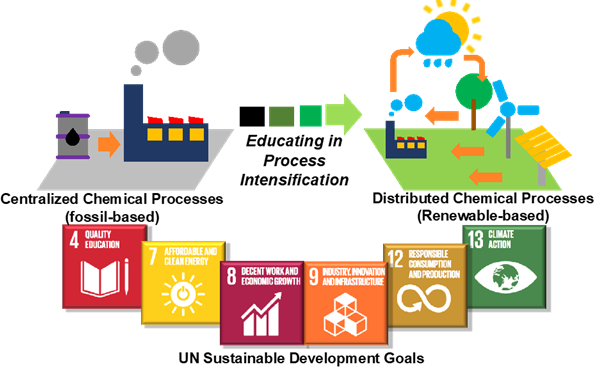 Educating in
Process
Intensification
Centralized Chemical Processes
(fossil-based)
Distributed Chemical Processes
(Renewable-based)
4 QUALITY
EDUCATION
7 AFFORDABLE AND
CLEAN ENERGY
8 DECENT WORK AND
ECONOMIC GROWTH
9 INDUSTRY, INNOVATION
AND INFRASTRUCTURE
12 RESPONSIBLE
CONSUMPTION
AND PRODUCTION
13 CLIMATE
ACTION
UN Sustainable Development Goals